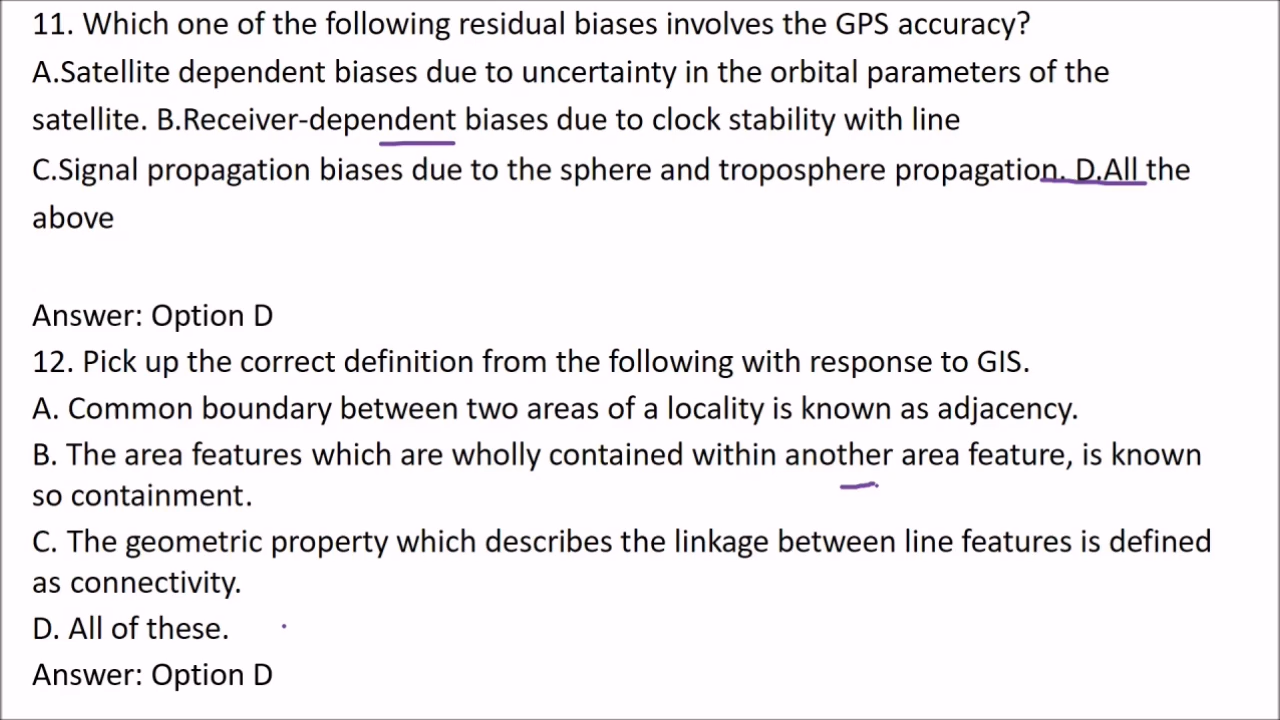 11. Which one of the following residual biases involves the GPS accuracy?
A.Satellite dependent biases due to uncertainty in the orbital parameters of the
satellite. B.Receiver-dependent biases due to clock stability with line
C.Signal propagation biases due to the sphere and troposphere propagation. D.All the
above
Answer: Option D
12. Pick up the correct definition from the following with response to GIS.
A. Common boundary between two areas of a locality is known as adjacency.
B. The area features which are wholly contained within another area feature, is known
so containment.
C. The geometric property which describes the linkage between line features is defined
as connectivity.
D. All of these.
Answer: Option D